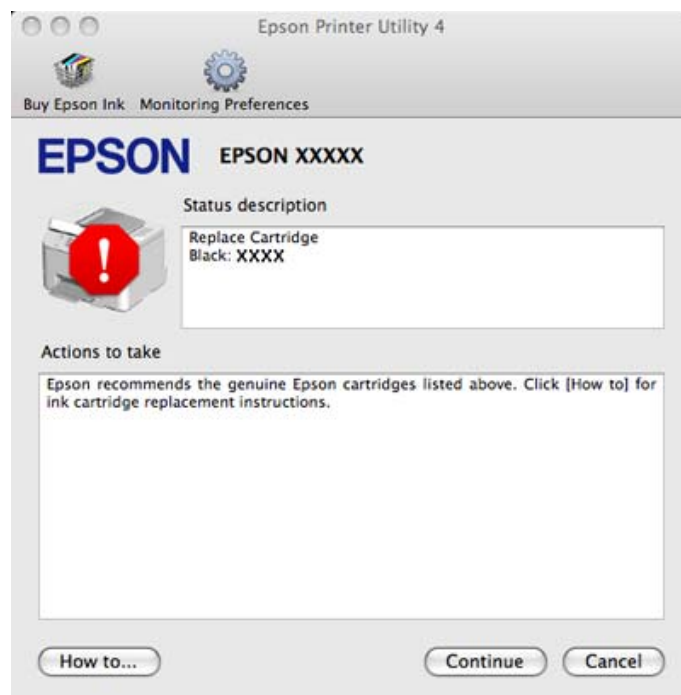 Epson Printer Utility 4
Buy Epson Ink Monitoring Preferences
EPSON EPSON XXXXX
Status description
Replace Cartridge
Black: XXXX
Actions to take
Epson recommends the genuine Epson cartridges listed above. Click [How to] for
ink cartridge replacement instructions.
How to... Continue Cancel